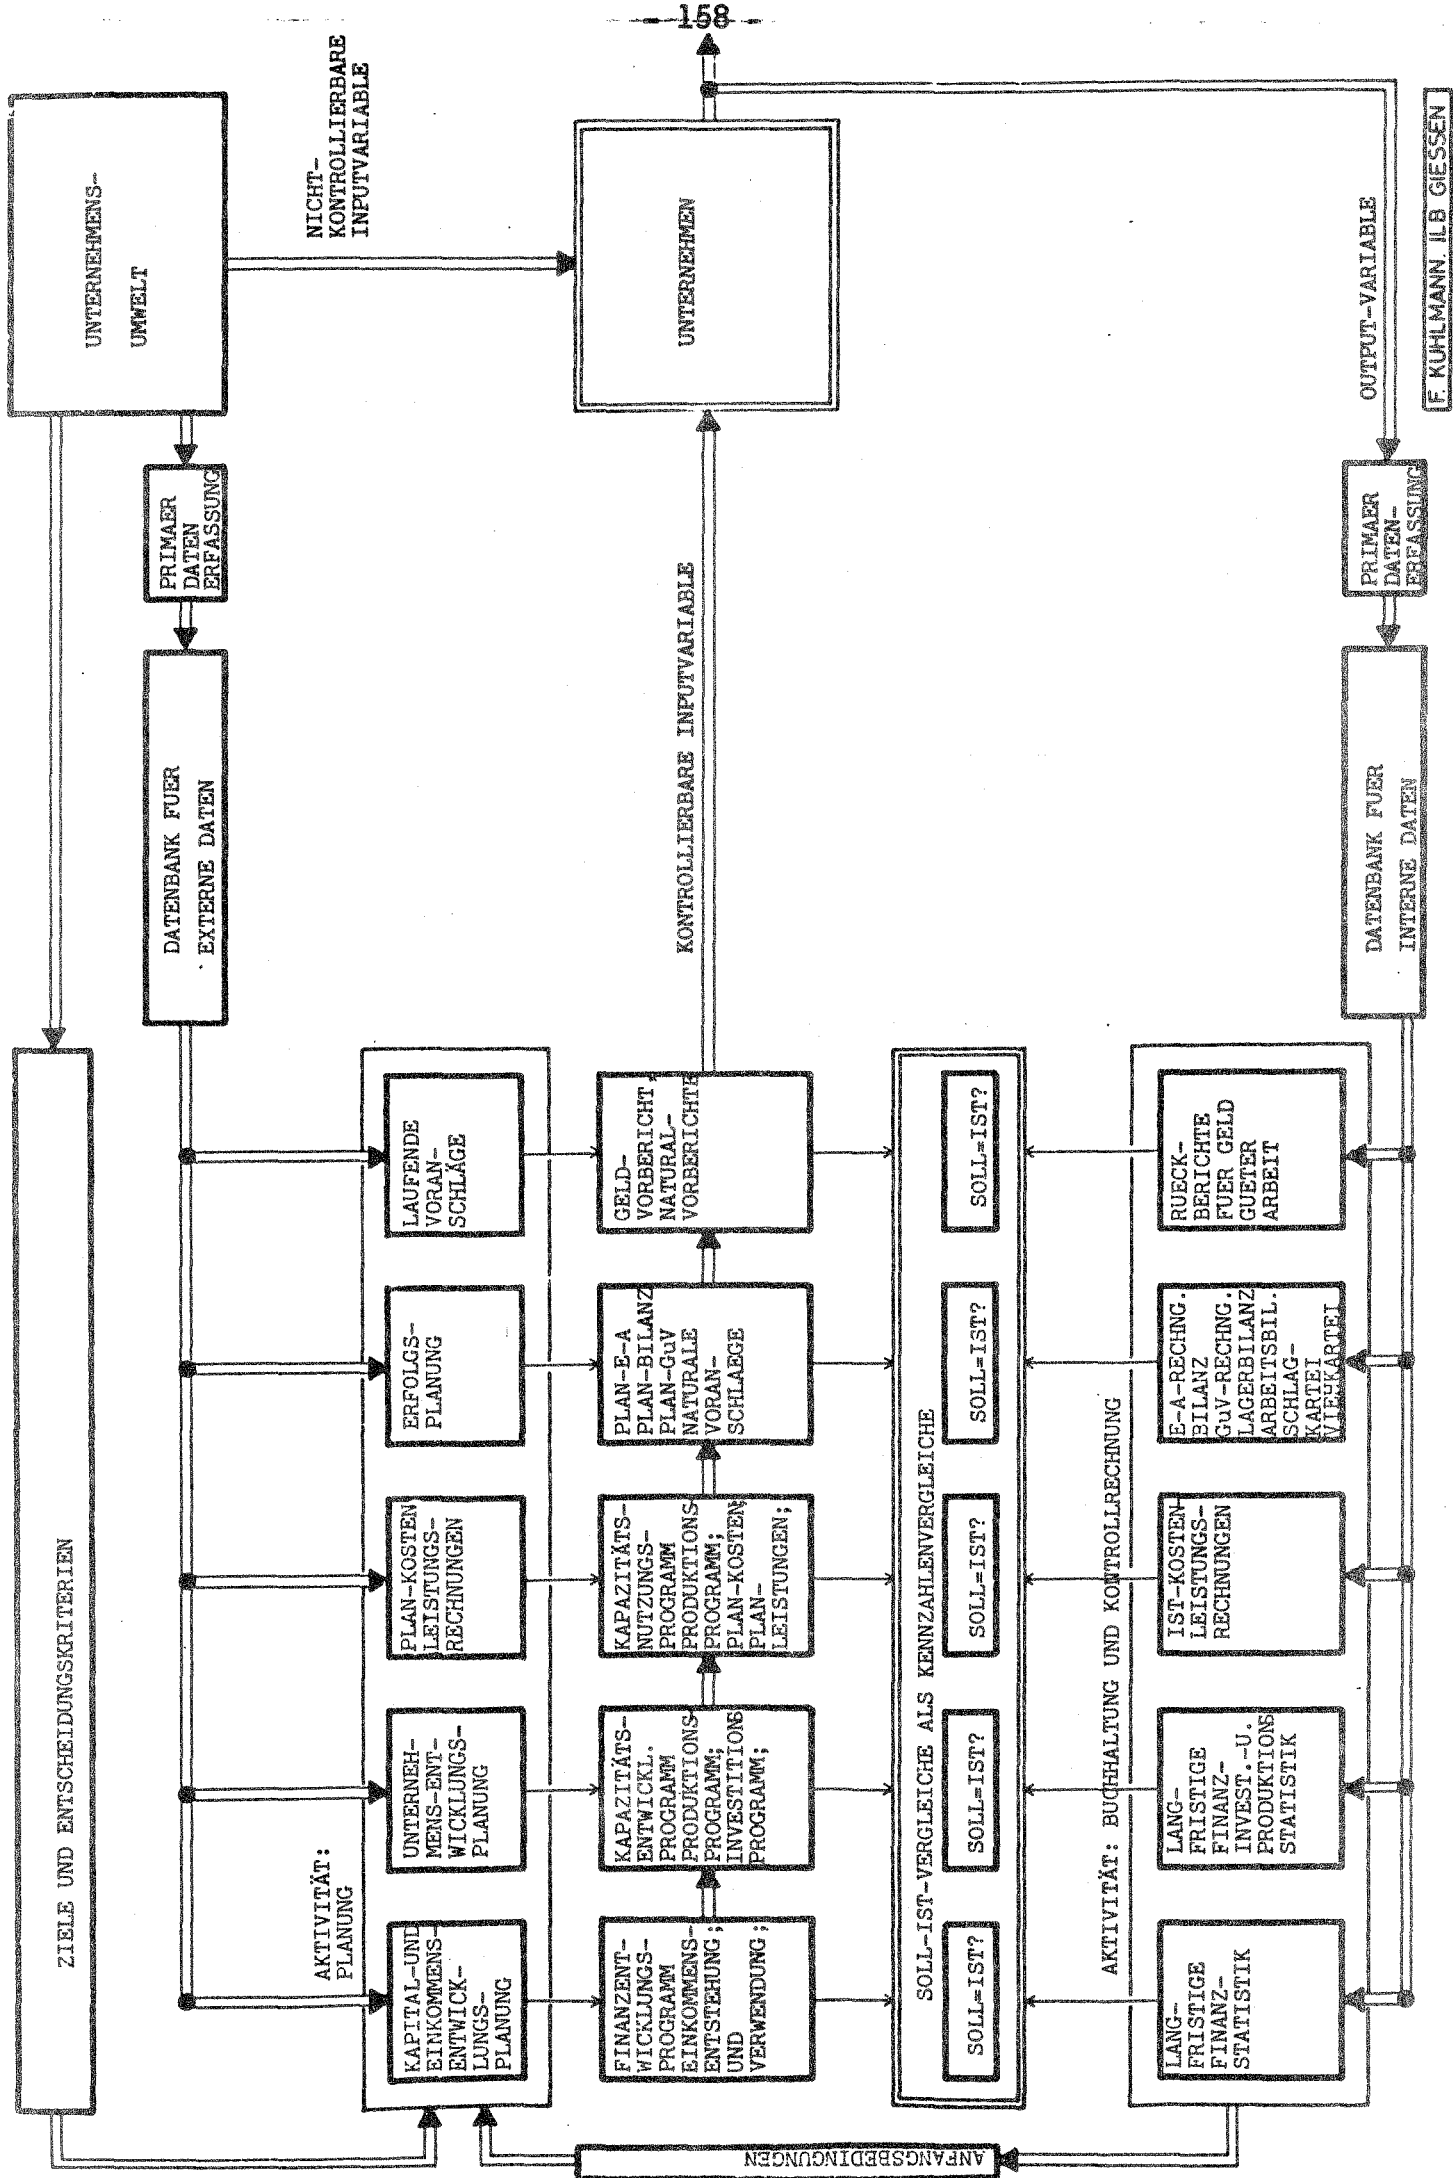 - 158 -
ZIELE UND ENTSCHEIDUNGSKRITERIEN
UNTERNEHMENS-
UMWELT
DATENBANK FUER
EXTERNE DATEN
PRIMAER
DATEN
ERFASSUNG
NICHT-
KONTROLLIERBARE
INPUTVARIABLE
AKTIVITÄT:
PLANUNG
KAPITAL-UND
EINKOMMENS-
ENTWICK-
LUNGS-
PLANUNG
UNTERNEH-
MENS-ENT-
WICKLUNGS-
PLANUNG
PLAN-KOSTEN
LEISTUNGS-
RECHNUNGEN
ERFOLGS-
PLANUNG
LAUFENDE
VORAN-
SCHLÄGE
FINANZENT-
WICKLUNGS-
PROGRAMM
EINKOMMENS-
ENTSTEHUNG;
UND
VERWENDUNG;
KAPAZITÄTS-
ENTWICKL.
PROGRAMM
PRODUKTIONS-
PROGRAMM;
INVESTITIONS
PROGRAMM;
KAPAZITÄTS-
NUTZUNGS-
PROGRAMM
PRODUKTIONS-
PROGRAMM;
PLAN-KOSTEN;
PLAN-
LEISTUNGEN;
PLAN-E-A
PLAN-BILANZ
PLAN-GuV
NATURALE
VORAN-
SCHLAEGE
GELD-
VORBERICHT;
NATURAL-
VORBERICHTE
KONTROLLIERBARE INPUTVARIABLE
UNTERNEHMEN
ANFANGSBEDINGUNGEN
SOLL-IST-VERGLEICHE ALS KENNZAHLENVERGLEICHE
SOLL=IST?
SOLL=IST?
SOLL=IST?
SOLL=IST?
SOLL=IST?
AKTIVITÄT: BUCHHALTUNG UND KONTROLLRECHNUNG
LANG-
FRISTIGE
FINANZ-
STATISTIK
LANG-
FRISTIGE
FINANZ-
INVEST.-U.
PRODUKTIONS
STATISTIK
IST-KOSTEN-
LEISTUNGS-
RECHNUNGEN
E-A-RECHNG.
BILANZ
GuV-RECHNG.
LAGERBILANZ
ARBEITSBIL.
SCHLAG-
KARTEI
VIEHKARTEI
RUECK-
BERICHTE
FUER GELD
GUETER
ARBEIT
DATENBANK FUER
INTERNE DATEN
PRIMAER
DATEN-
ERFASSUNG
OUTPUT-VARIABLE
F. KUHLMANN. ILB GIESSEN